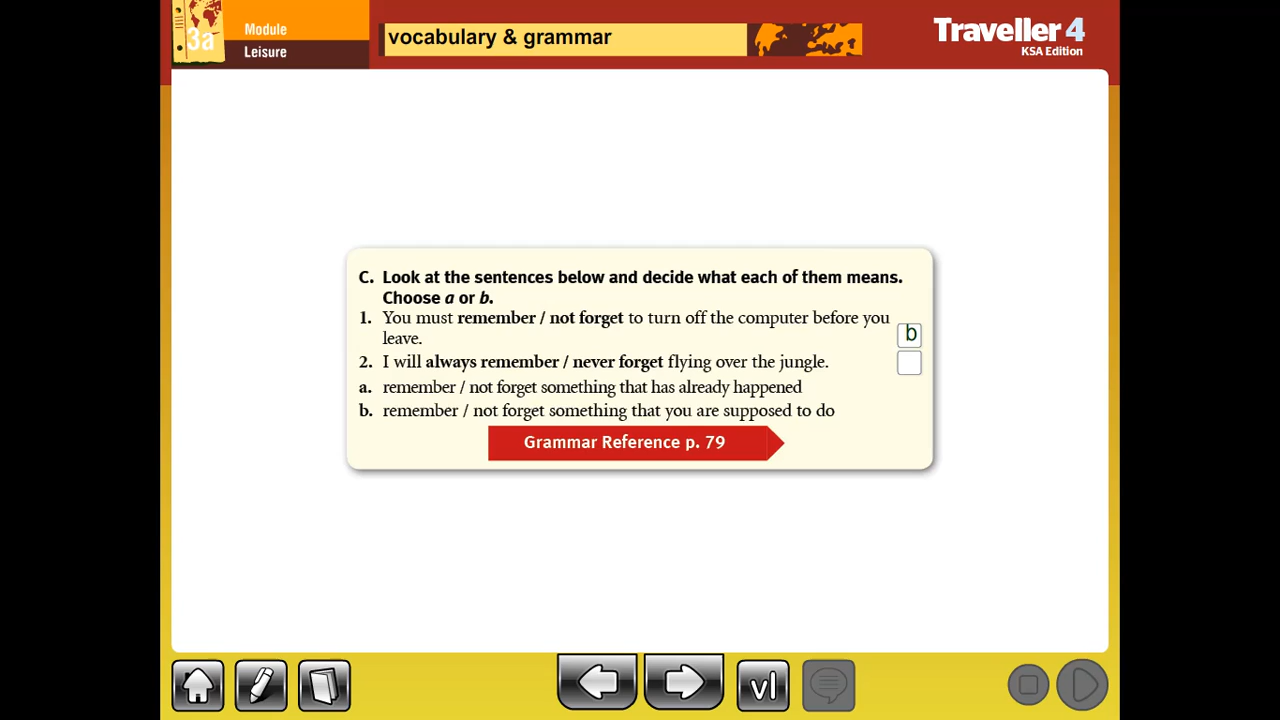 3a
Module
Leisure
vocabulary & grammar
Traveller 4
KSA Edition
C. Look at the sentences below and decide what each of them means.
Choose a or b.
1. You must remember / not forget to turn off the computer before you
leave.
b
2. I will always remember / never forget flying over the jungle.
a. remember / not forget something that has already happened
b. remember / not forget something that you are supposed to do
Grammar Reference p. 79
vl